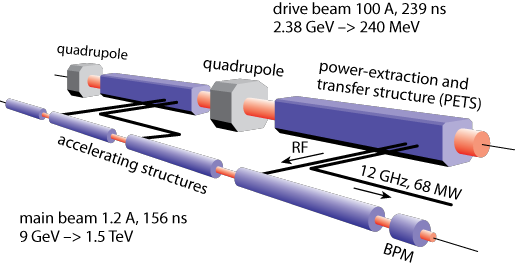 drive beam 100 A, 239 ns
2.38 GeV –> 240 MeV
quadrupole
quadrupole
power-extraction and
transfer structure (PETS)
accelerating structures
RF
12 GHz, 68 MW
main beam 1.2 A, 156 ns
9 GeV –> 1.5 TeV
BPM